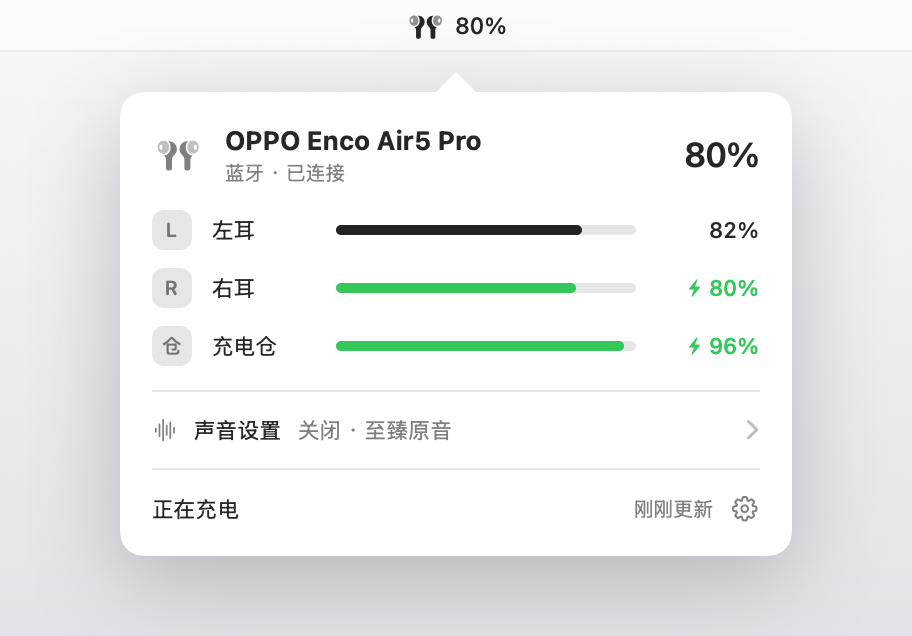 80%
OPPO Enco Air5 Pro
蓝牙 · 已连接
80%
L 左耳 82%
R 右耳 80%
仓 充电仓 96%
声音设置 关闭 · 至臻原音
正在充电 刚刚更新